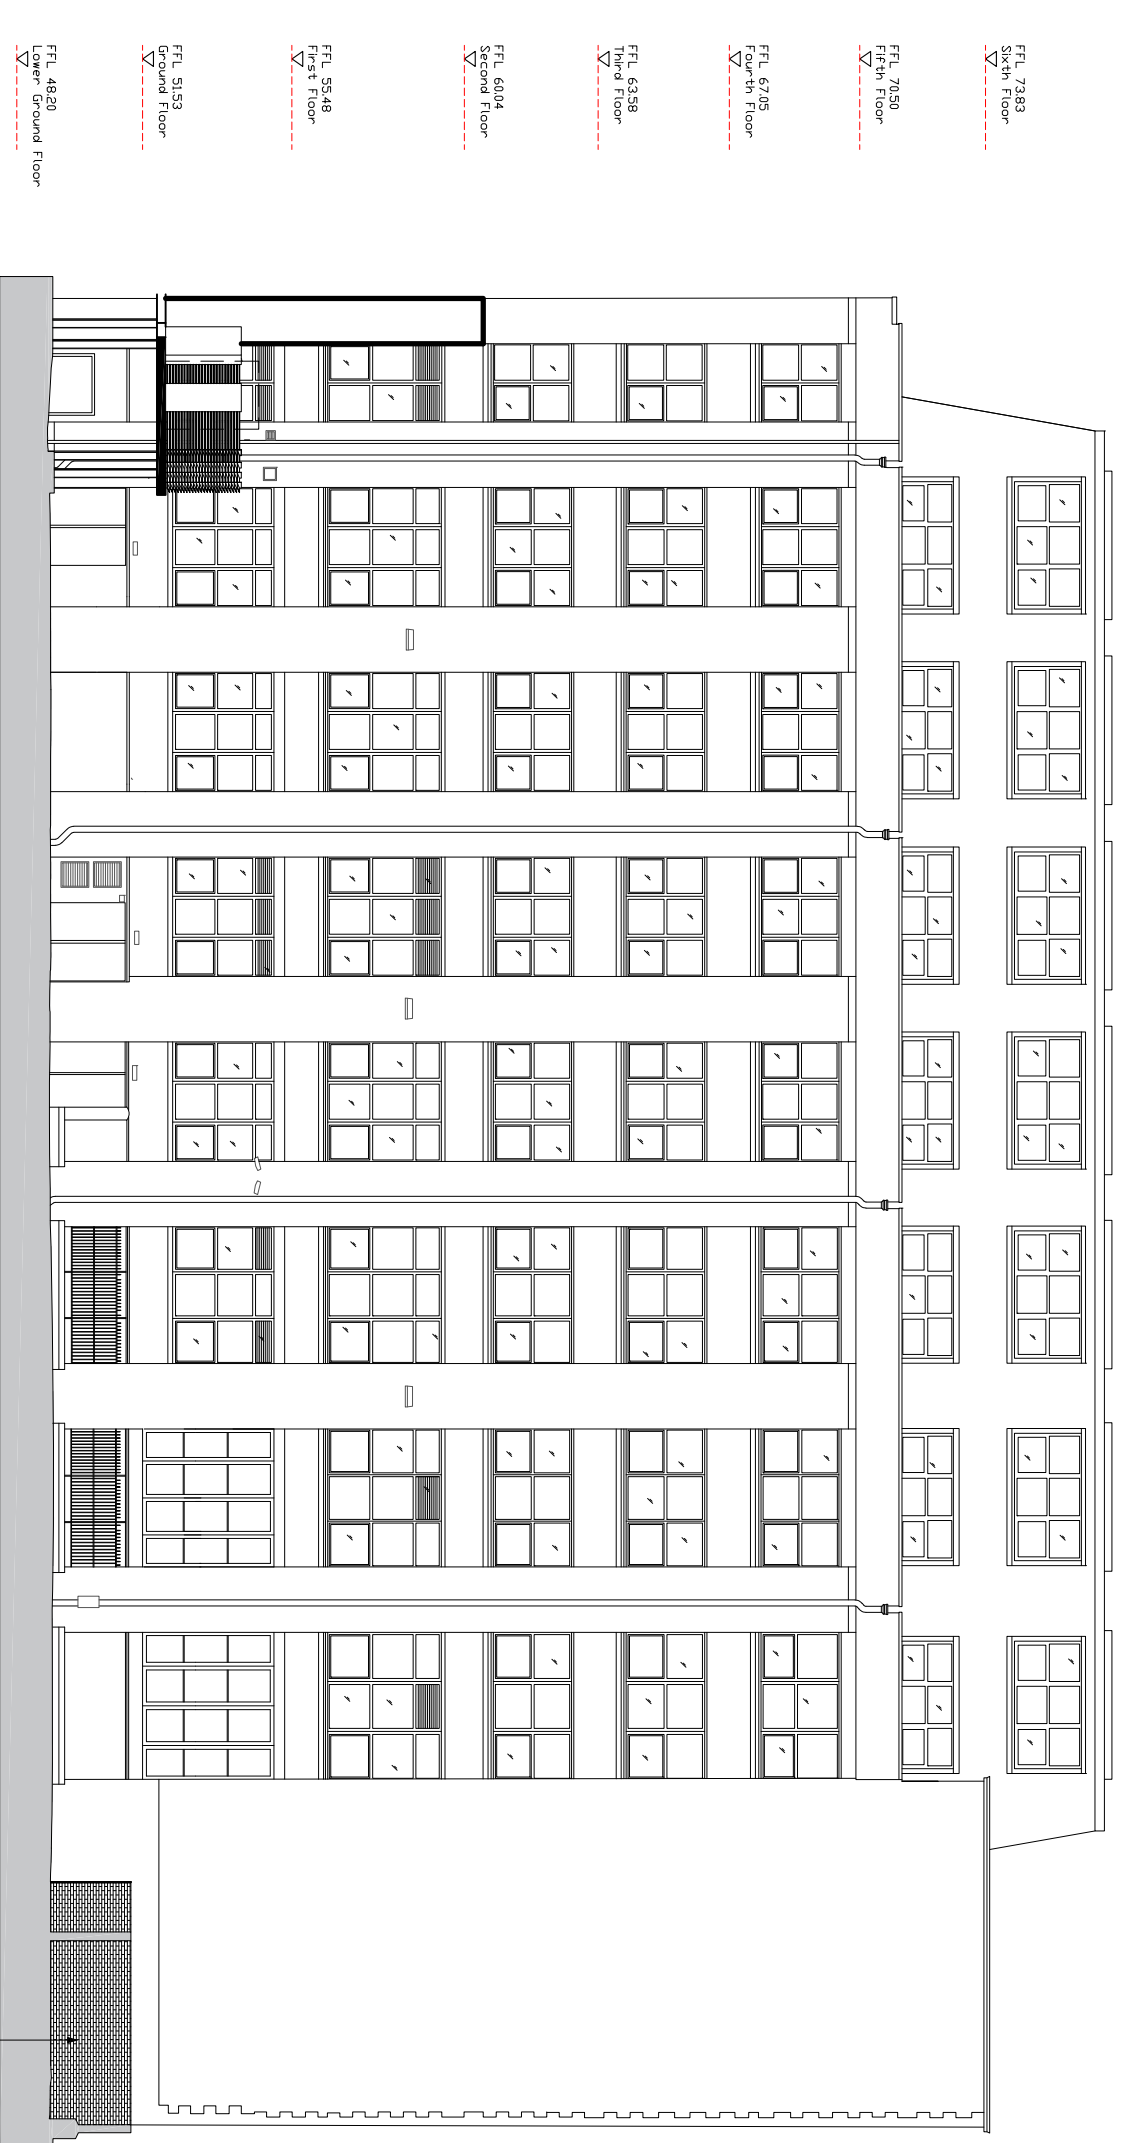 FFL 73.83
Sixth Floor
FFL 70.50
Fifth Floor
FFL 67.05
Fourth Floor
FFL 63.58
Third Floor
FFL 60.04
Second Floor
FFL 55.48
First Floor
FFL 51.53
Ground Floor
FFL 48.20
Lower Ground Floor